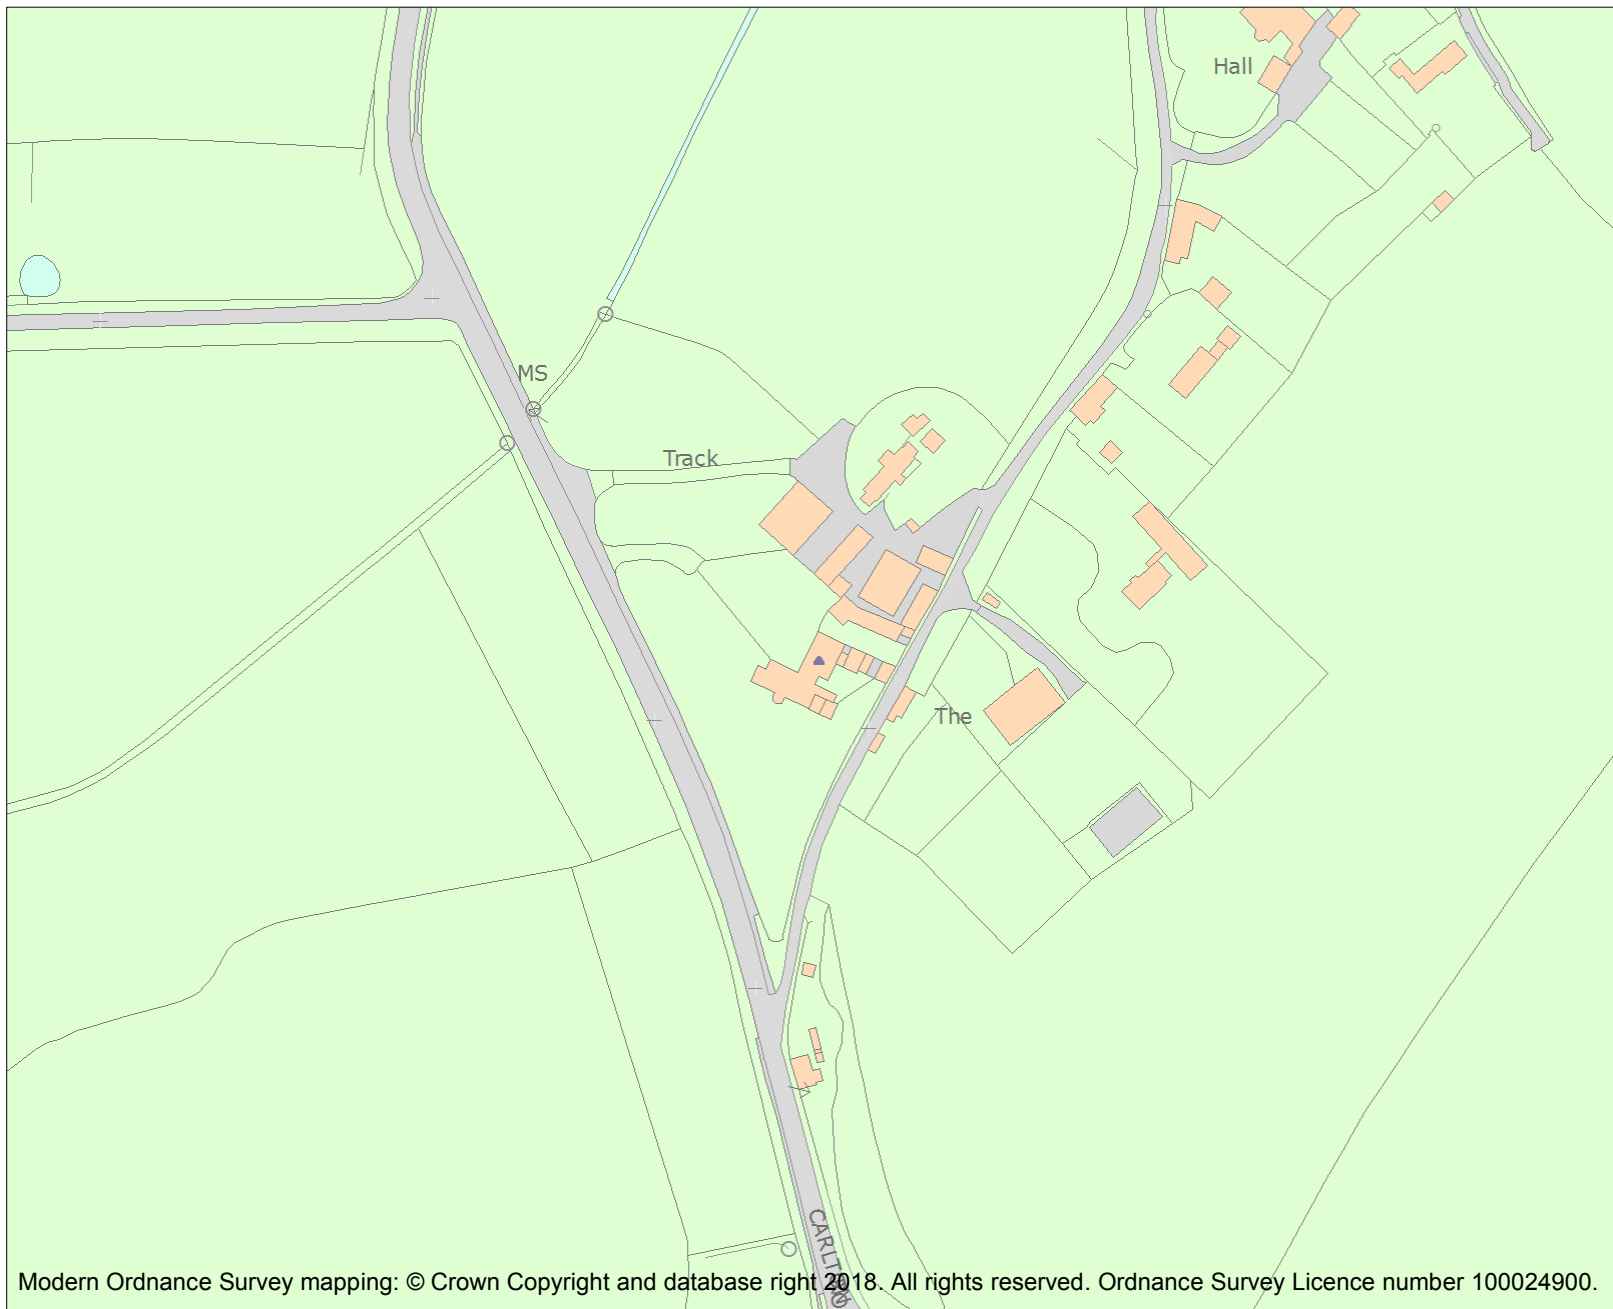 Hall
MS
Track
The
CARLTON
Modern Ordnance Survey mapping: © Crown Copyright and database right 2018. All rights reserved. Ordnance Survey Licence number 100024900.